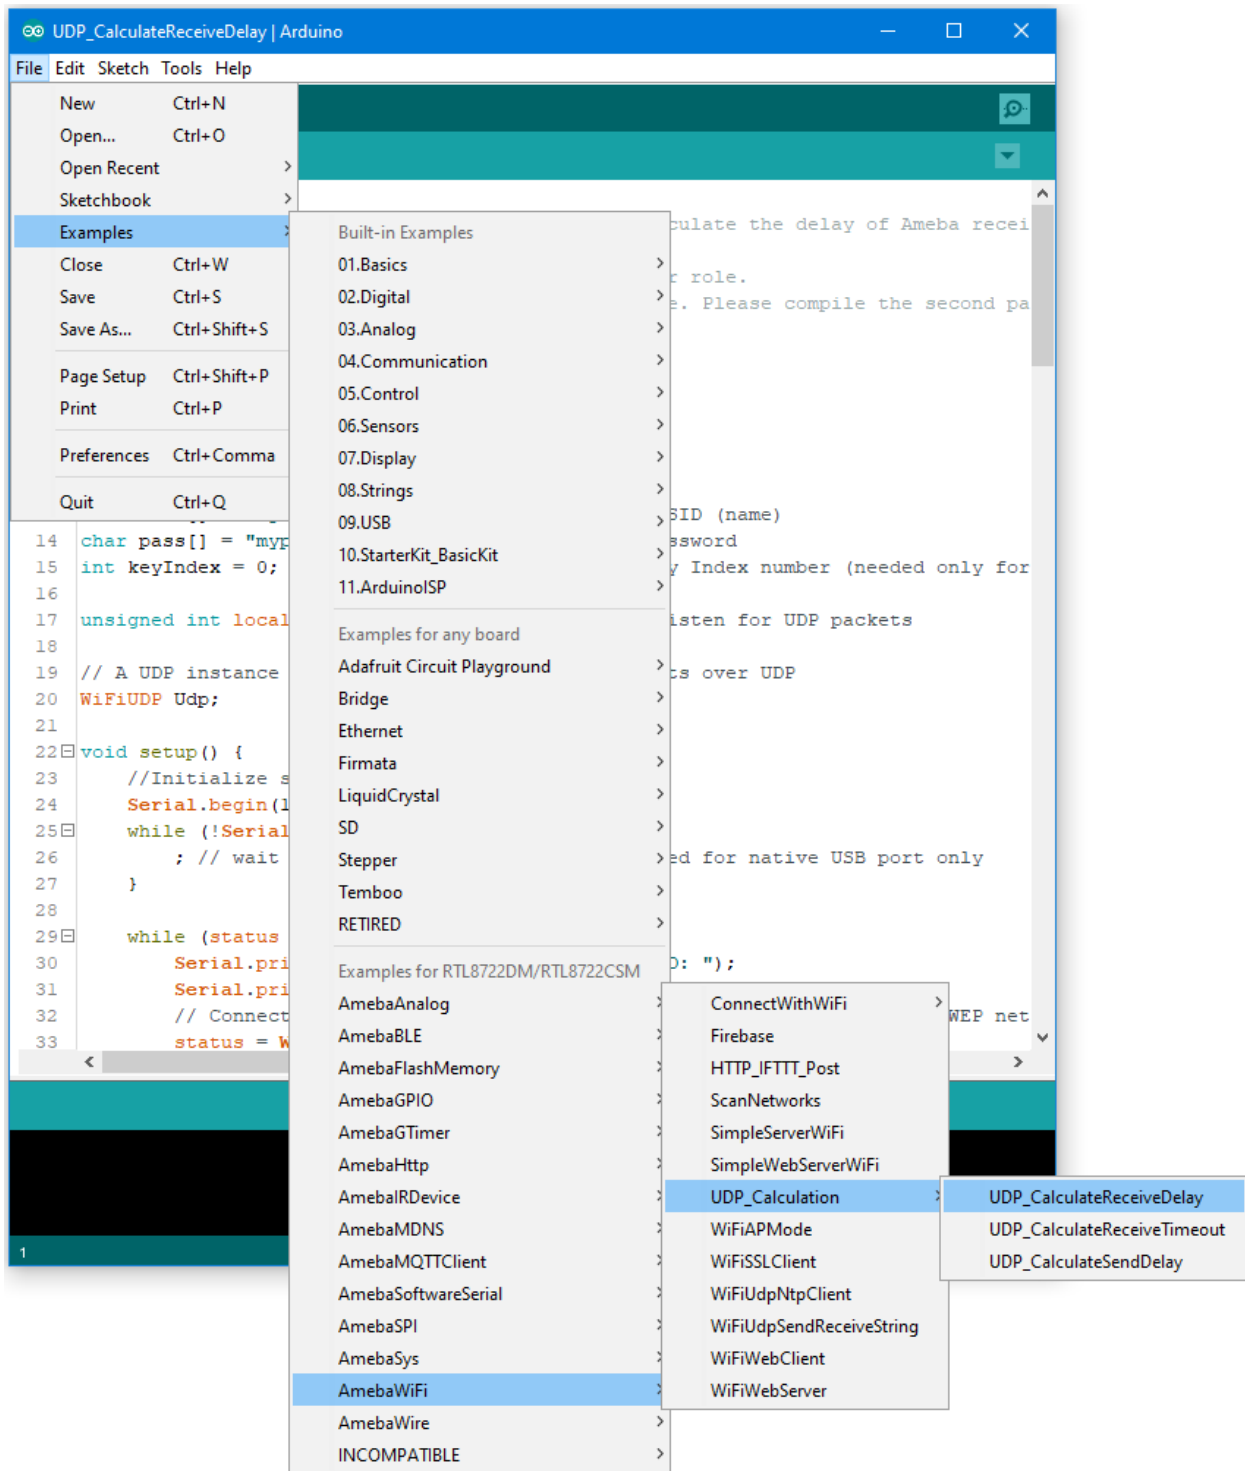 UDP_CalculateReceiveDelay | Arduino
File Edit Sketch Tools Help
New Ctrl+N
Open... Ctrl+O
Open Recent
Sketchbook
Examples
Close Ctrl+W
Save Ctrl+S
Save As... Ctrl+Shift+S
Page Setup Ctrl+Shift+P
Print Ctrl+P
Preferences Ctrl+Comma
Quit Ctrl+Q
Built-in Examples
01.Basics
02.Digital
03.Analog
04.Communication
05.Control
06.Sensors
07.Display
08.Strings
09.USB
10.StarterKit_BasicKit
11.ArduinoISP
Examples for any board
Adafruit Circuit Playground
Bridge
Ethernet
Firmata
LiquidCrystal
SD
Stepper
Temboo
RETIRED
Examples for RTL8722DM/RTL8722CSM
AmebaAnalog
AmebaBLE
AmebaFlashMemory
AmebaGPIO
AmebaGTimer
AmebaHttp
AmebaIRDevice
AmebaMDNS
AmebaMQTTClient
AmebaSoftwareSerial
AmebaSPI
AmebaSys
AmebaWiFi
AmebaWire
INCOMPATIBLE
ConnectWithWiFi
Firebase
HTTP_IFTTT_Post
ScanNetworks
SimpleServerWiFi
SimpleWebServerWiFi
UDP_Calculation
WiFiAPMode
WiFiSSLClient
WiFiUdpNtpClient
WiFiUdpSendReceiveString
WiFiWebClient
WiFiWebServer
UDP_CalculateReceiveDelay
UDP_CalculateReceiveTimeout
UDP_CalculateSendDelay
culate the delay of Ameba recei
r role.
e. Please compile the second pa
SID (name)
14 char pass[] = "myp ssword
15 int keyIndex = 0; y Index number (needed only for
16
17 unsigned int local isten for UDP packets
18
19 // A UDP instance ts over UDP
20 WiFiUDP Udp;
21
22 void setup() {
23 //Initialize s
24 Serial.begin(1
25 while (!Serial
26 ; // wait ed for native USB port only
27 }
28
29 while (status
30 Serial.pri D: ");
31 Serial.pri
32 // Connect WEP net
33 status = W
1